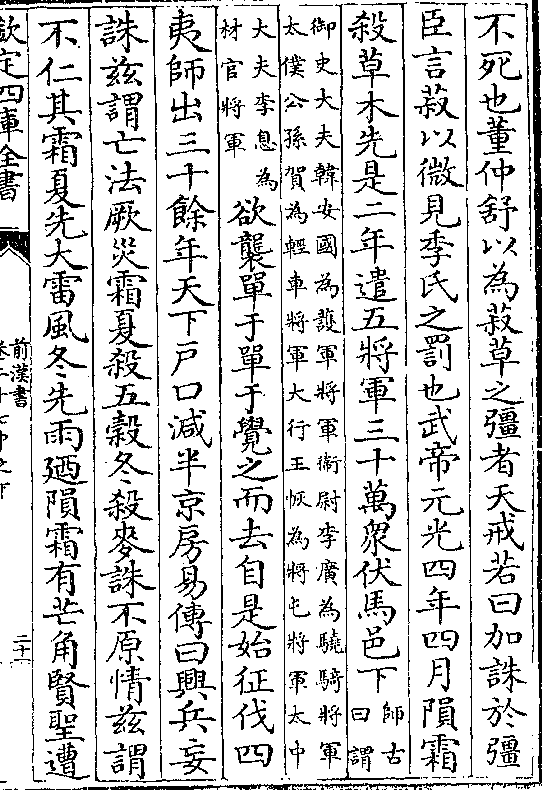 不死也董仲舒以為菽草之彊者天戒若曰加誅於彊
臣言菽以微見季氏之罰也武帝元光四年四月隕霜
殺草木先是二年遣五將軍三十萬衆伏馬邑下師古曰謂
御史大夫韓安國為護軍將軍衞尉李廣為驍騎將軍
太僕公孫賀為輕車將軍大行王恢為將屯將軍太中
大夫李息為
材官將軍
欲襲單于單于覺之而去自是始征伐四
夷師出三十餘年天下戸口減半京房易傳曰興兵妄
誅兹謂亡法厥災霜夏殺五穀冬殺麥誅不原情兹謂
不仁其霜夏先大雷風冬先雨廼隕霜有芒角賢聖遭
欽定四庫全書
前漢書
卷二十七中之下
二十一